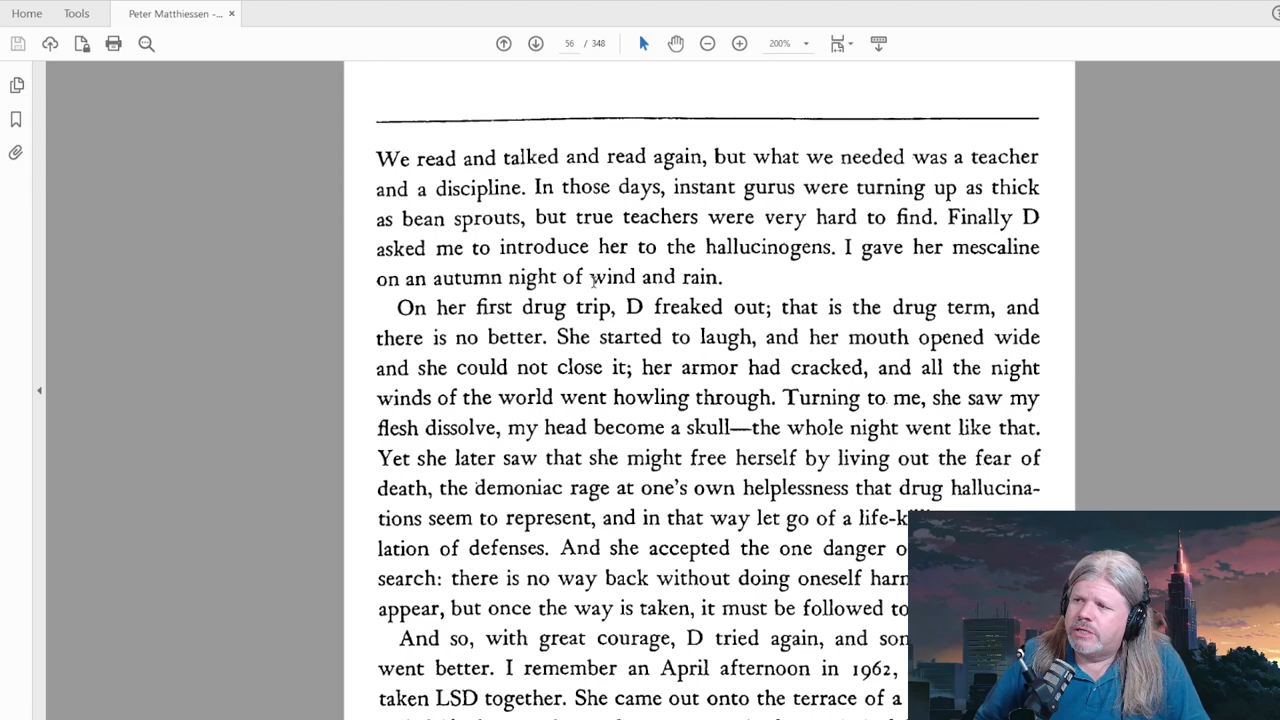 Home Tools Peter Matthiessen -... ×
56 / 348 200%
We read and talked and read again, but what we needed was a teacher
and a discipline. In those days, instant gurus were turning up as thick
as bean sprouts, but true teachers were very hard to find. Finally D
asked me to introduce her to the hallucinogens. I gave her mescaline
on an autumn night of wind and rain.
On her first drug trip, D freaked out; that is the drug term, and
there is no better. She started to laugh, and her mouth opened wide
and she could not close it; her armor had cracked, and all the night
winds of the world went howling through. Turning to me, she saw my
flesh dissolve, my head become a skull—the whole night went like that.
Yet she later saw that she might free herself by living out the fear of
death, the demoniac rage at one's own helplessness that drug hallucina-
tions seem to represent, and in that way let go of a life-k
lation of defenses. And she accepted the one danger o
search: there is no way back without doing oneself harm
appear, but once the way is taken, it must be followed to
And so, with great courage, D tried again, and som
went better. I remember an April afternoon in 1962,
taken LSD together. She came out onto the terrace of a